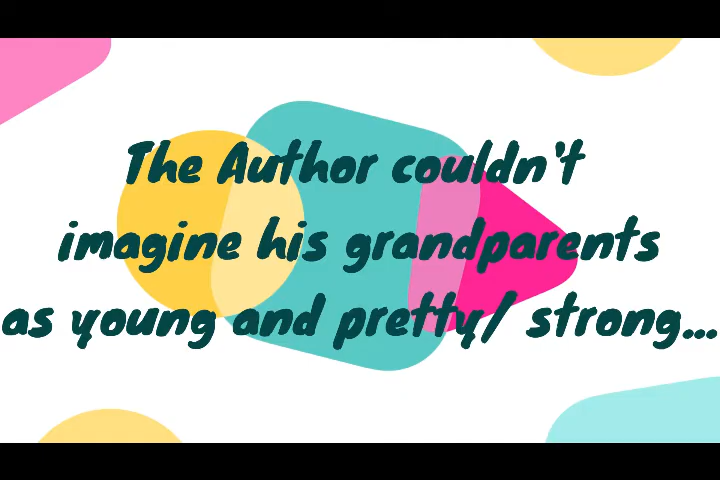 The Author couldn't
imagine his grandparents
as young and pretty/ strong...